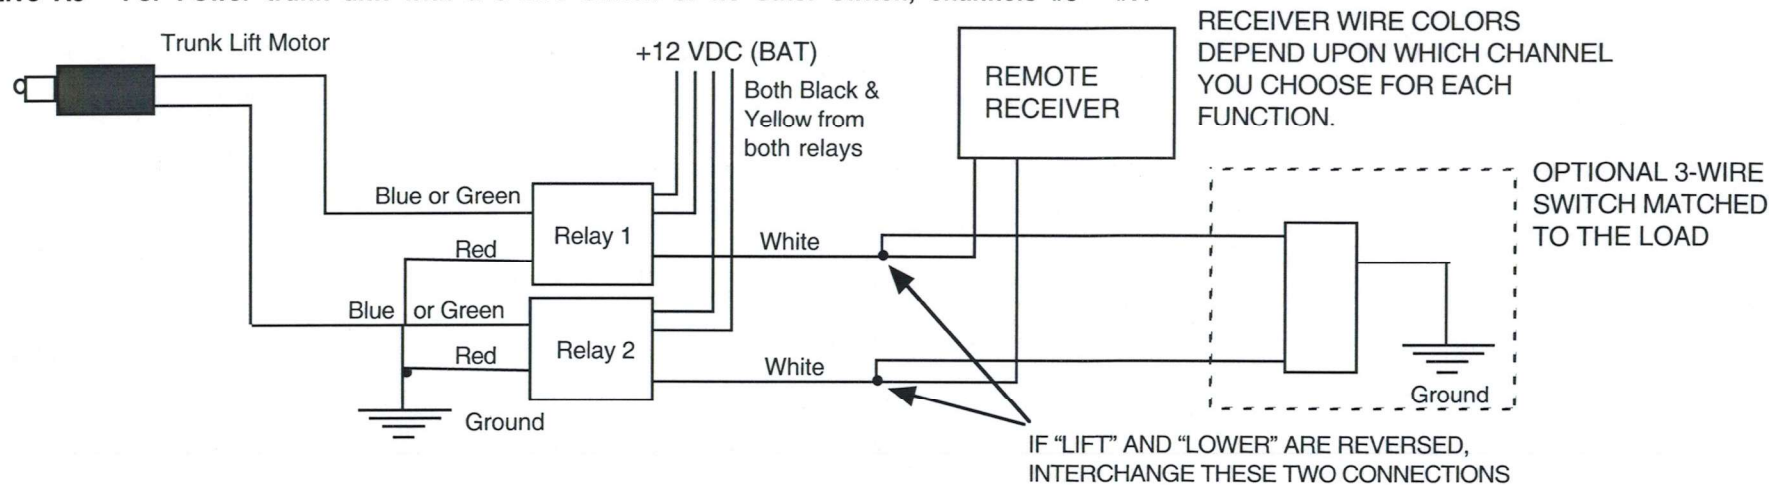 Trunk Lift Motor
+12 VDC (BAT)
Both Black &
Yellow from
both relays
REMOTE
RECEIVER
RECEIVER WIRE COLORS
DEPEND UPON WHICH CHANNEL
YOU CHOOSE FOR EACH
FUNCTION.
OPTIONAL 3-WIRE
SWITCH MATCHED
TO THE LOAD
Blue or Green
Relay 1
Red
White
Blue or Green
Relay 2
Red
White
Ground
Ground
IF “LIFT” AND “LOWER” ARE REVERSED,
INTERCHANGE THESE TWO CONNECTIONS